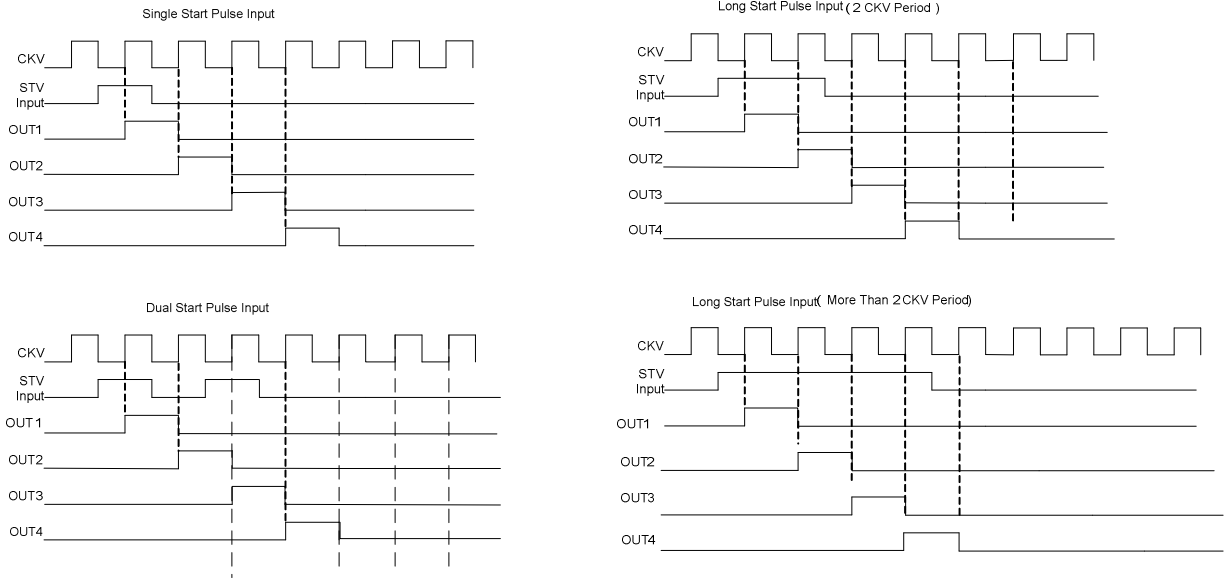 Single Start Pulse Input
CKV
STV
Input
OUT1
OUT2
OUT3
OUT4
Long Start Pulse Input ( 2 CKV Period )
CKV
STV
Input
OUT1
OUT2
OUT3
OUT4
Dual Start Pulse Input
CKV
STV
Input
OUT1
OUT2
OUT3
OUT4
Long Start Pulse Input( More Than 2 CKV Period)
CKV
STV
Input
OUT1
OUT2
OUT3
OUT4